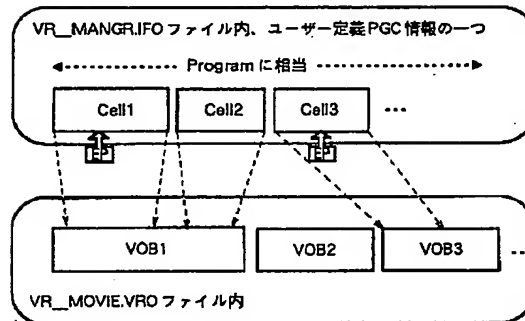 VR__MANGR.IFOファイル内、ユーザー定義PGC情報の一つ
Programに相当
Cell1 Cell2 Cell3 …
EP EP
VOB1 VOB2 VOB3 …
VR__MOVIE.VROファイル内